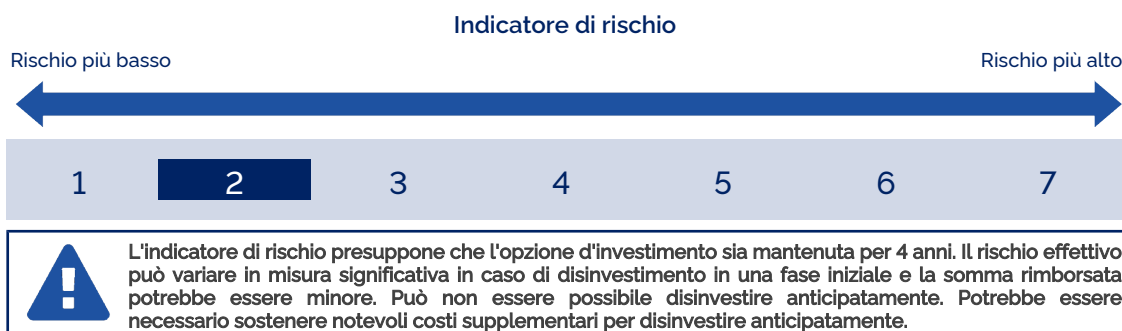 Indicatore di rischio
Rischio più basso
Rischio più alto
1 2 3 4 5 6 7
L'indicatore di rischio presuppone che l'opzione d'investimento sia mantenuta per 4 anni. Il rischio effettivo
può variare in misura significativa in caso di disinvestimento in una fase iniziale e la somma rimborsata
potrebbe essere minore. Può non essere possibile disinvestire anticipatamente. Potrebbe essere
necessario sostenere notevoli costi supplementari per disinvestire anticipatamente.